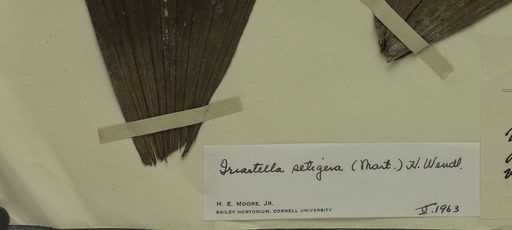 Iriartella setigera (Mart.) H. Wendl.
H. E. MOORE, JR.
BAILEY HORTORIUM, CORNELL UNIVERSITY
V. 1963